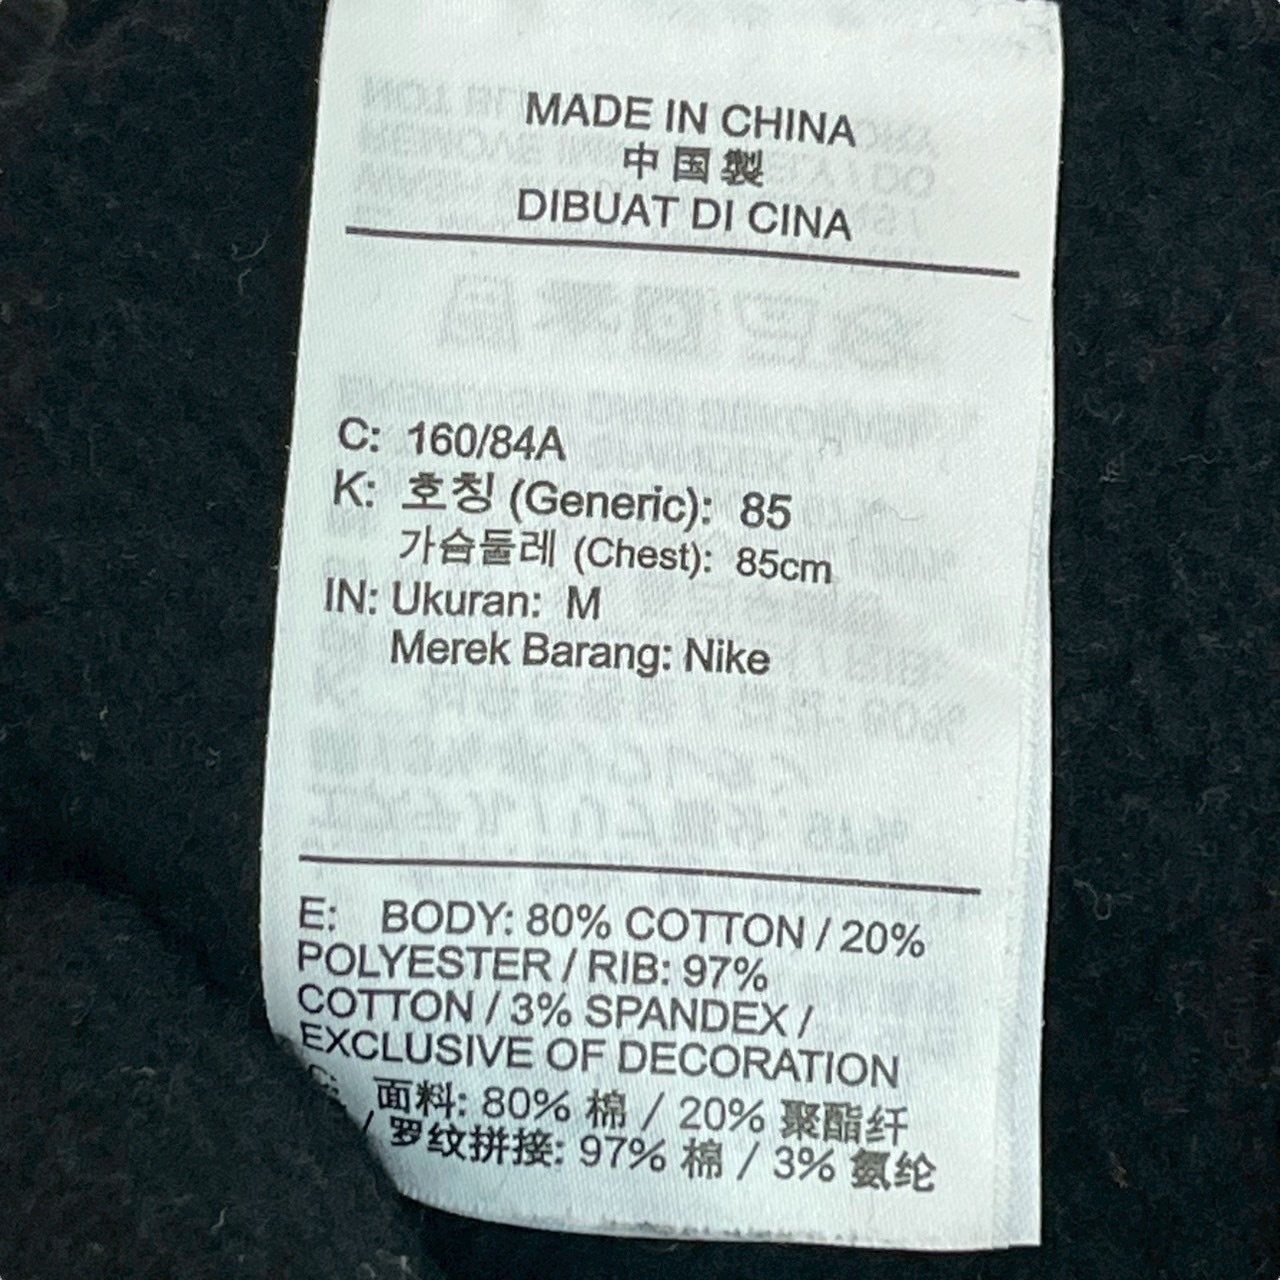 MADE IN CHINA
中国製
DIBUAT DI CINA
C: 160/84A
K: 호칭 (Generic): 85
가슴둘레 (Chest): 85cm
IN: Ukuran: M
Merek Barang: Nike
E: BODY: 80% COTTON / 20%
POLYESTER / RIB: 97%
COTTON / 3% SPANDEX /
EXCLUSIVE OF DECORATION
C: 面料: 80% 棉 / 20% 聚酯纤
/ 罗纹拼接: 97% 棉 / 3% 氨纶